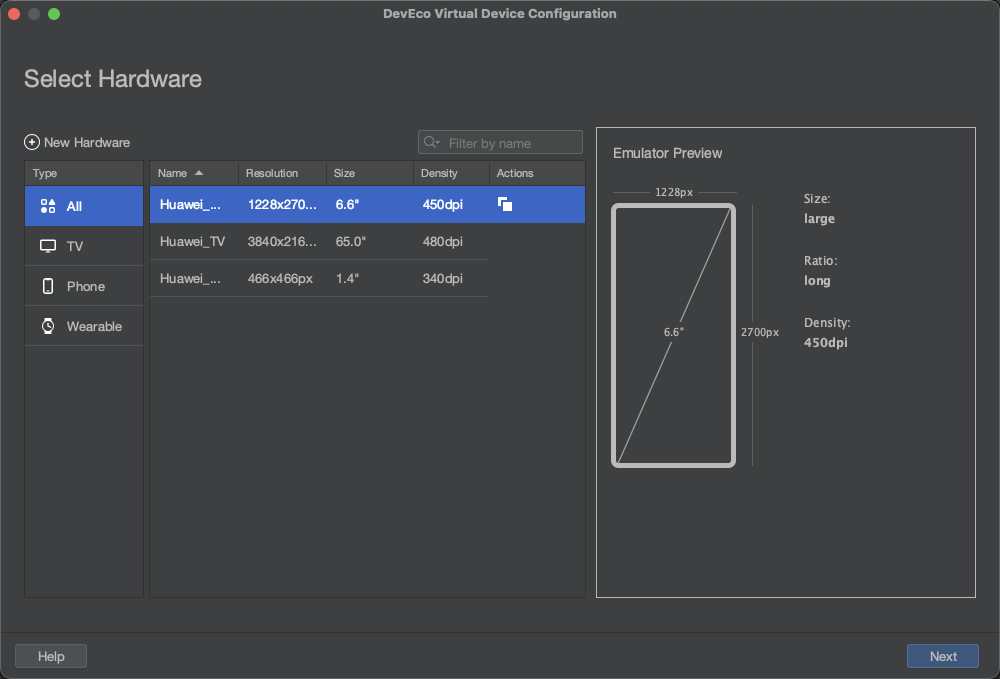 DevEco Virtual Device Configuration
Select Hardware
New Hardware
Filter by name
Type
All
TV
Phone
Wearable
Name Resolution Size Density Actions
Huawei_... 1228x270... 6.6" 450dpi
Huawei_TV 3840x216... 65.0" 480dpi
Huawei_... 466x466px 1.4" 340dpi
Emulator Preview
1228px
6.6"
2700px
Size:
large
Ratio:
long
Density:
450dpi
Help
Next